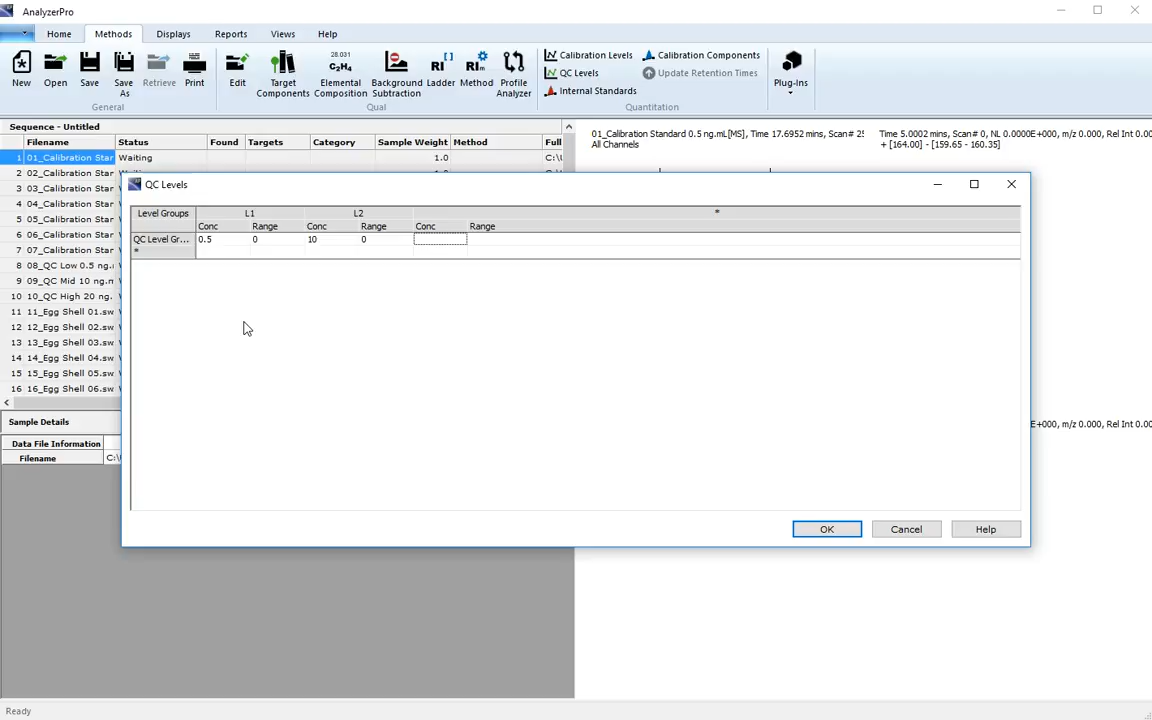 AnalyzerPro
Home Methods Displays Reports Views Help
New Open Save Save As Retrieve Print
General
Edit Target Components 28.031 C₂H₄ Elemental Composition Background Subtraction RI [ ] Ladder RIm Method Profile Analyzer
Qual
Calibration Levels Calibration Components
QC Levels Update Retention Times
Internal Standards
Quantitation
Plug-Ins
Sequence - Untitled
Filename Status Found Targets Category Sample Weight Method Full
1 01_Calibration Star Waiting 1.0 C:\
2 02_Calibration Star
3 03_Calibration Star
4 04_Calibration Star
5 05_Calibration Star
6 06_Calibration Star
7 07_Calibration Star
8 08_QC Low 0.5 ng.
9 09_QC Mid 10 ng.m
10 10_QC High 20 ng.
11 11_Egg Shell 01.sw
12 12_Egg Shell 02.sw
13 13_Egg Shell 03.sw
14 14_Egg Shell 04.sw
15 15_Egg Shell 05.sw
16 16_Egg Shell 06.sw
Sample Details
Data File Information
Filename C:\
01_Calibration Standard 0.5 ng.mL[MS], Time 17.6952 mins, Scan# 25
All Channels
Time 5.0002 mins, Scan# 0, NL 0.0000E+000, m/z 0.000, Rel Int 0.00
+ [164.00] - [159.65 - 160.35]
E+000, m/z 0.000, Rel Int 0.00
QC Levels
Level Groups L1 L2 *
Conc Range Conc Range Conc Range
QC Level Gr... 0.5 0 10 0
*
OK Cancel Help
Ready